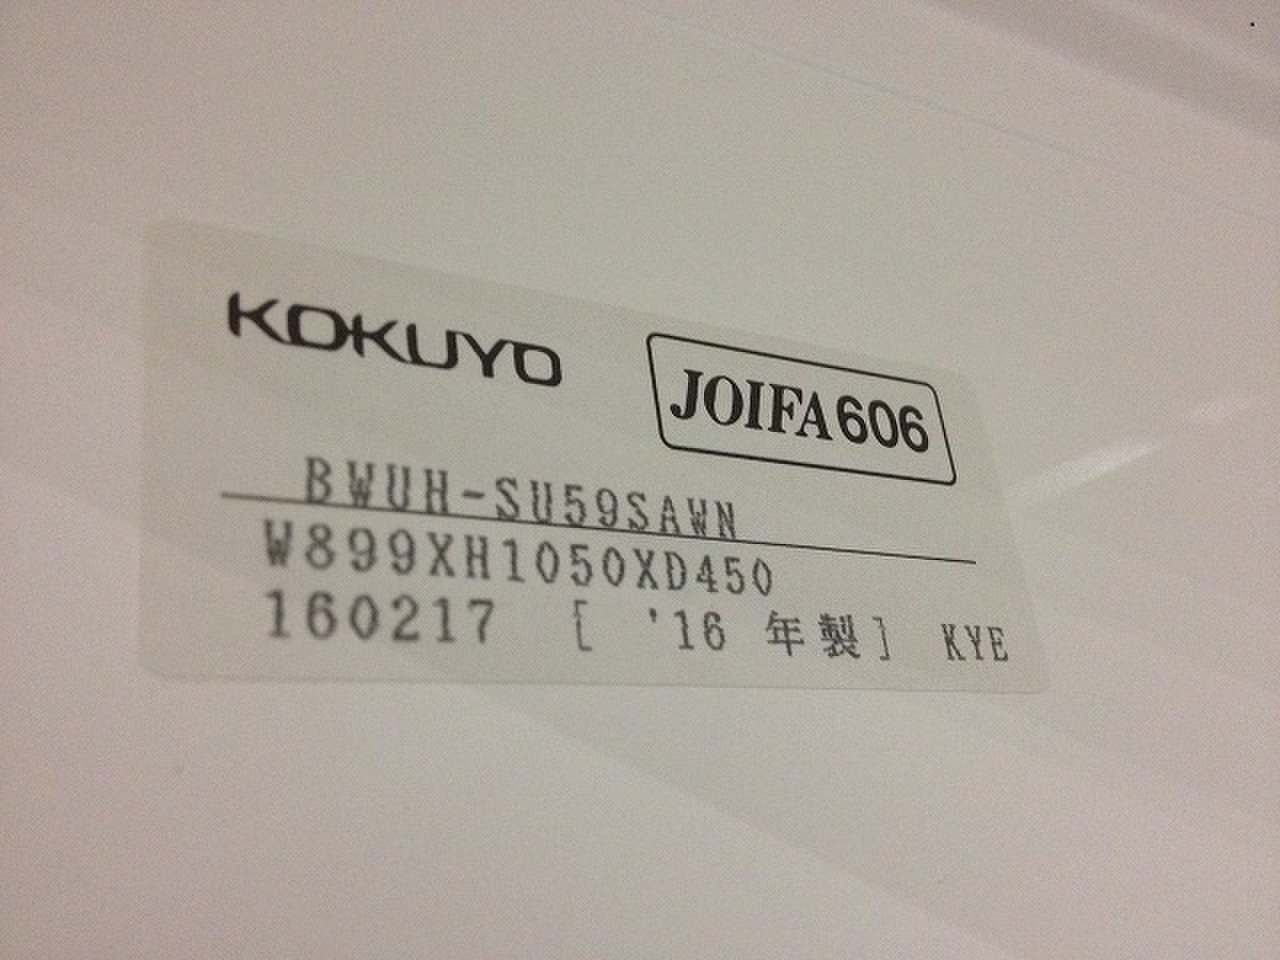 KOKUYO
JOIFA606
BWUH-SU59SAWN
W899XH1050XD450
160217 [ '16 年製] KYE